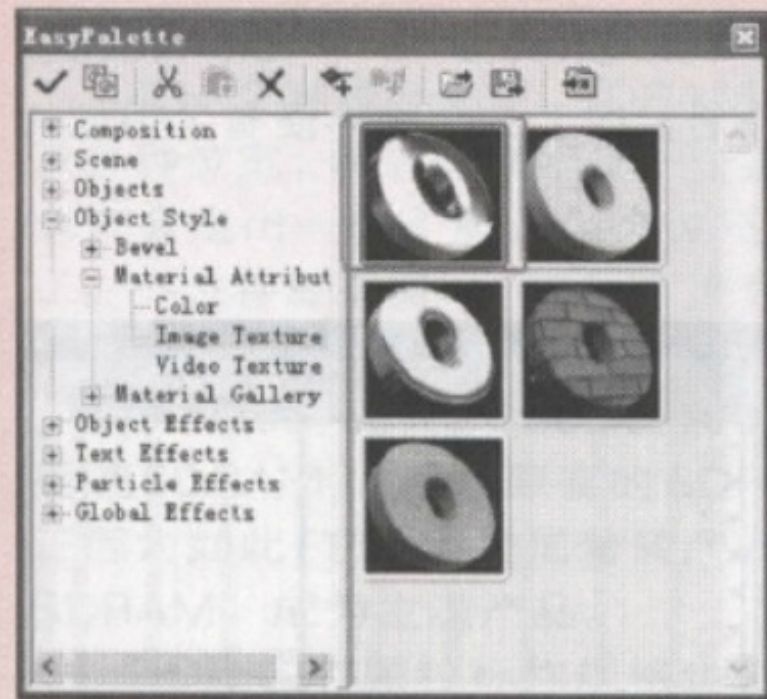 EasyPalette
Composition
Scene
Objects
Object Style
Bevel
Material Attribut
Color
Image Texture
Video Texture
Material Gallery
Object Effects
Text Effects
Particle Effects
Global Effects